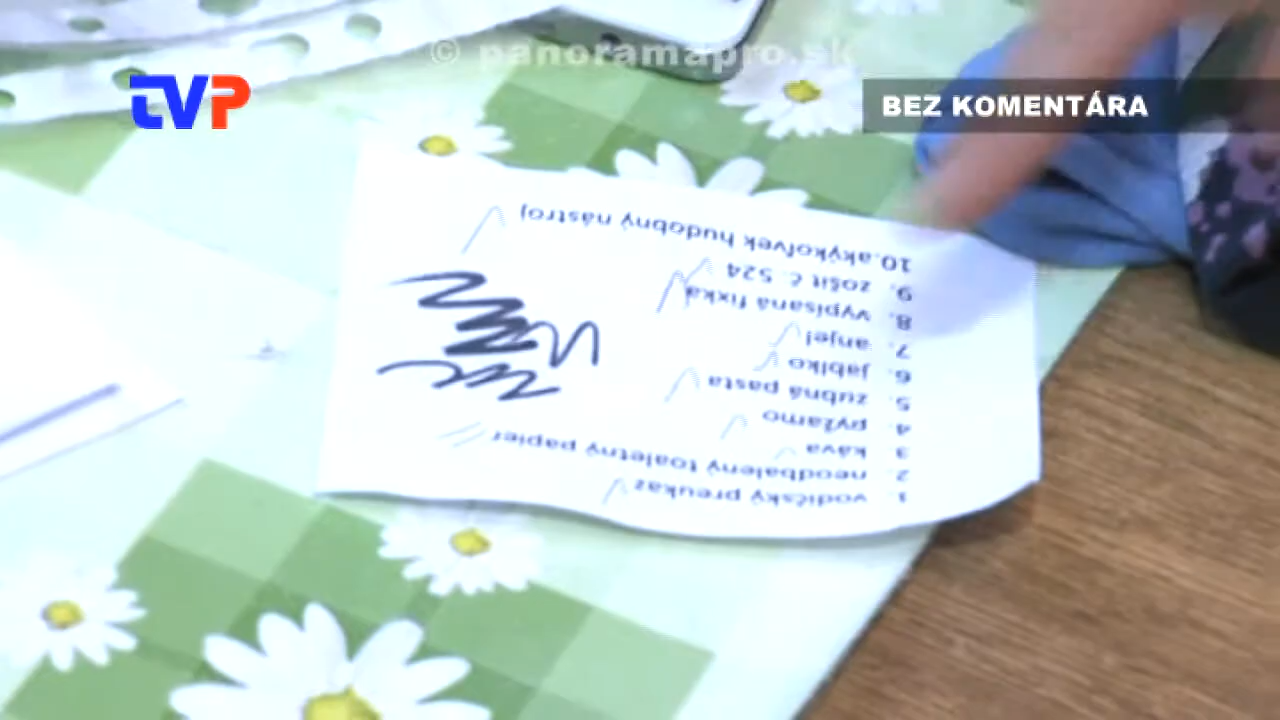 © panoramapro.sk
TVP
BEZ KOMENTÁRA
1. vodičský preukaz
2. neodbalený toaletný papier
3. káva
4. pyžamo
5. zubná pasta
6. jablko
7. anjel
8. vypísaná fixka
9. zošit č. 524
10.akýkoľvek hudobný nástroj